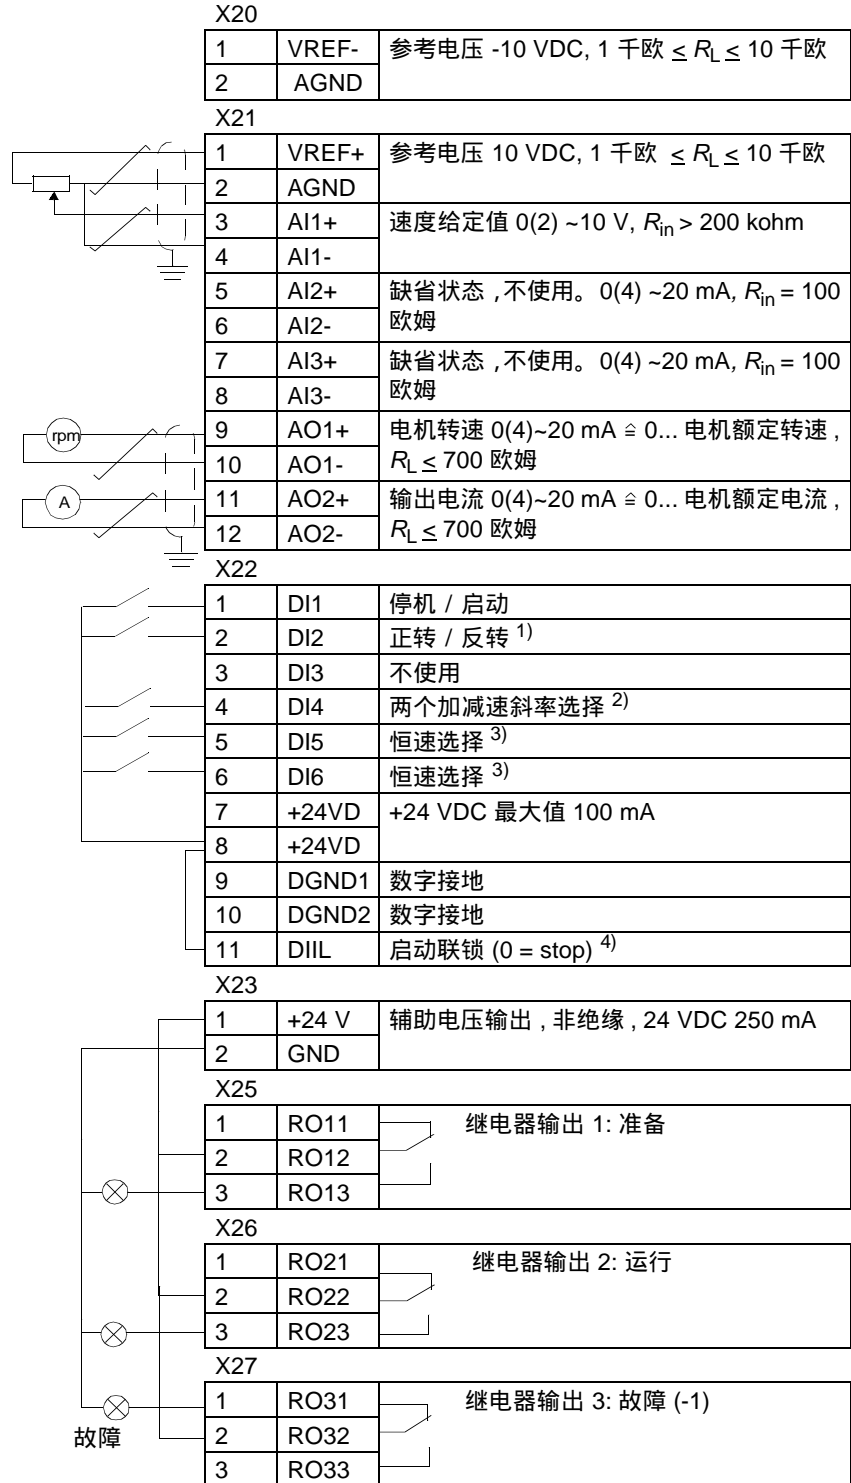 X20
1 VREF- 参考电压 -10 VDC, 1 千欧 ≤ RL ≤ 10 千欧
2 AGND
X21
1 VREF+ 参考电压 10 VDC, 1 千欧 ≤ RL ≤ 10 千欧
2 AGND
3 AI1+ 速度给定值 0(2) ~10 V, Rin > 200 kohm
4 AI1-
5 AI2+ 缺省状态 ,不使用。0(4) ~20 mA, Rin = 100
6 AI2- 欧姆
7 AI3+ 缺省状态 ,不使用。0(4) ~20 mA, Rin = 100
8 AI3- 欧姆
rpm 9 AO1+ 电机转速 0(4)~20 mA ≙ 0... 电机额定转速 ,
10 AO1- RL ≤ 700 欧姆
A 11 AO2+ 输出电流 0(4)~20 mA ≙ 0... 电机额定电流 ,
12 AO2- RL ≤ 700 欧姆
X22
1 DI1 停机 / 启动
2 DI2 正转 / 反转 1)
3 DI3 不使用
4 DI4 两个加减速斜率选择 2)
5 DI5 恒速选择 3)
6 DI6 恒速选择 3)
7 +24VD +24 VDC 最大值 100 mA
8 +24VD
9 DGND1 数字接地
10 DGND2 数字接地
11 DIIL 启动联锁 (0 = stop) 4)
X23
1 +24 V 辅助电压输出 , 非绝缘 , 24 VDC 250 mA
2 GND
X25
1 RO11 继电器输出 1: 准备
2 RO12
3 RO13
X26
1 RO21 继电器输出 2: 运行
2 RO22
3 RO23
X27
1 RO31 继电器输出 3: 故障 (-1)
故障 2 RO32
3 RO33